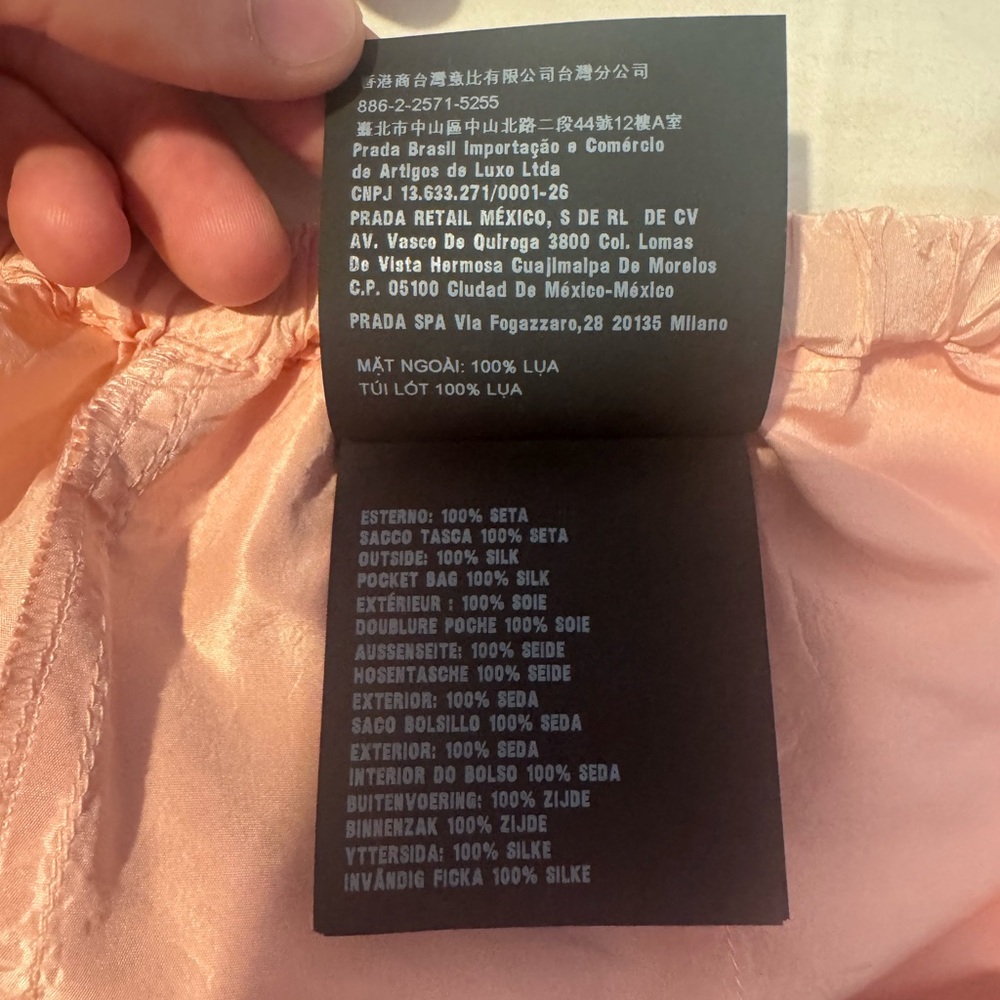 香港商台灣意比有限公司台灣分公司
886-2-2571-5255
臺北市中山區中山北路二段44號12樓A室
Prada Brasil Importação e Comércio
de Artigos de Luxo Ltda
CNPJ 13.633.271/0001-26
PRADA RETAIL MÉXICO, S DE RL DE CV
AV. Vasco De Quiroga 3800 Col. Lomas
De Vista Hermosa Cuajimalpa De Morelos
C.P. 05100 Ciudad De México-México
PRADA SPA Via Fogazzaro,28 20135 Milano
MẶT NGOÀI: 100% LỤA
TÚI LÓT 100% LỤA
ESTERNO: 100% SETA
SACCO TASCA 100% SETA
OUTSIDE: 100% SILK
POCKET BAG 100% SILK
EXTÉRIEUR : 100% SOIE
DOUBLURE POCHE 100% SOIE
AUSSENSEITE: 100% SEIDE
HOSENTASCHE 100% SEIDE
EXTERIOR: 100% SEDA
SACO BOLSILLO 100% SEDA
EXTERIOR: 100% SEDA
INTERIOR DO BOLSO 100% SEDA
BUITENVOERING: 100% ZIJDE
BINNENZAK 100% ZIJDE
YTTERSIDA: 100% SILKE
INVÄNDIG FICKA 100% SILKE